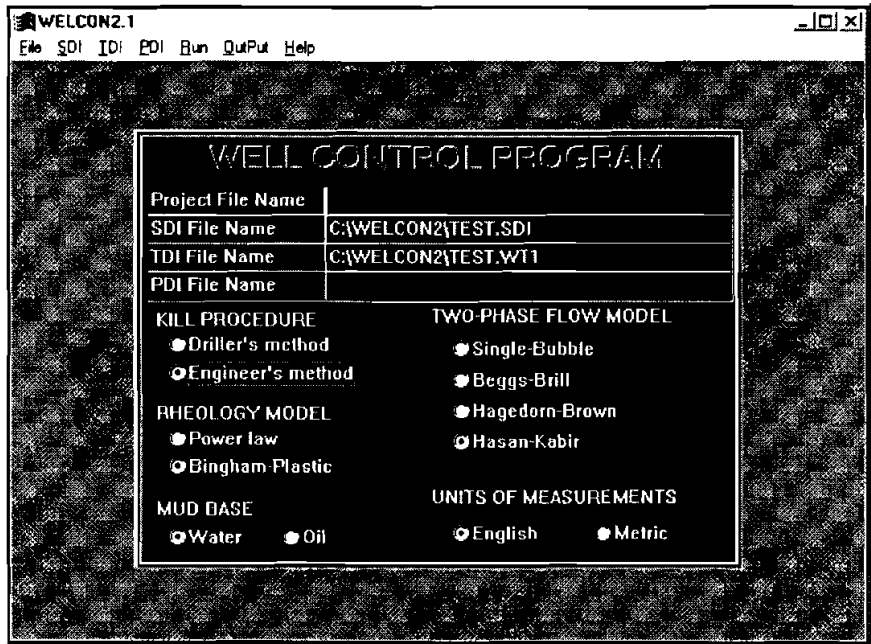 WELCON2.1
File SDI TDI PDI Run OutPut Help
WELL CONTROL PROGRAM
Project File Name
SDI File Name C:\WELCON2\TEST.SDI
TDI File Name C:\WELCON2\TEST.WT1
PDI File Name
KILL PROCEDURE
Driller's method
Engineer's method
RHEOLOGY MODEL
Power law
Bingham-Plastic
MUD BASE
Water Oil
TWO-PHASE FLOW MODEL
Single-Bubble
Beggs-Brill
Hagedorn-Brown
Hasan-Kabir
UNITS OF MEASUREMENTS
English Metric